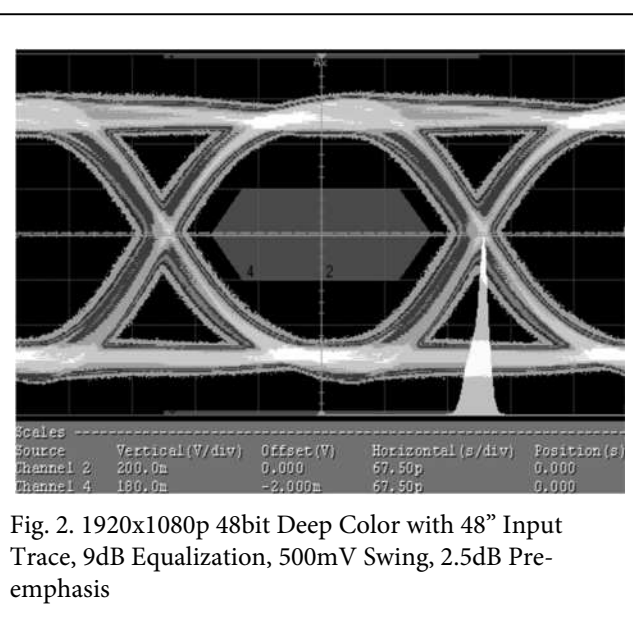 Ax
4 2
Scales --------------------
Source Vertical(V/div) Offset(V) Horizontal(s/div) Position(s)
Channel 2 200.0m 0.000 67.50p 0.000
Channel 4 180.0m -2.000m 67.50p 0.000
Fig. 2. 1920x1080p 48bit Deep Color with 48” Input
Trace, 9dB Equalization, 500mV Swing, 2.5dB Pre-
emphasis